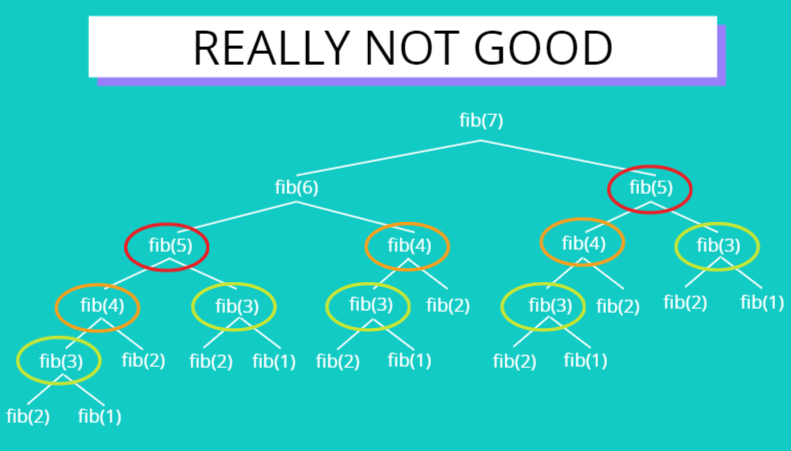 REALLY NOT GOOD
fib(7)
fib(6) fib(5)
fib(5) fib(4) fib(4) fib(3)
fib(4) fib(3) fib(3) fib(2) fib(3) fib(2) fib(2) fib(1)
fib(3) fib(2) fib(2) fib(1) fib(2) fib(1) fib(2) fib(1)
fib(2) fib(1)